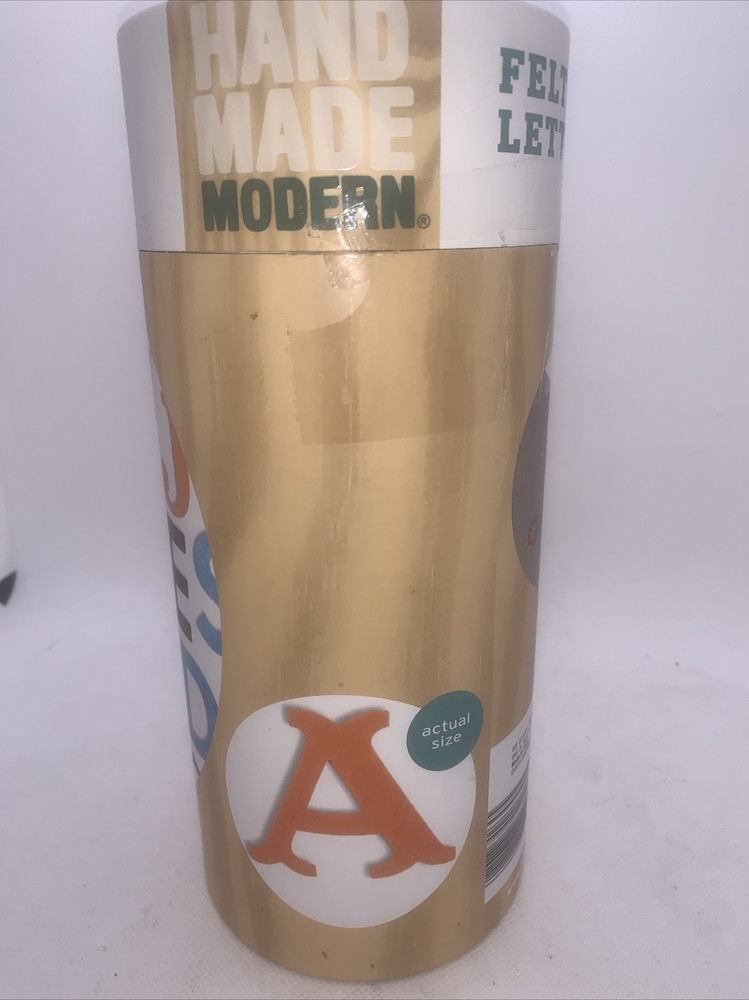 HAND
MADE
MODERN®
FELT
LETT
J
E S
D
A
actual
size